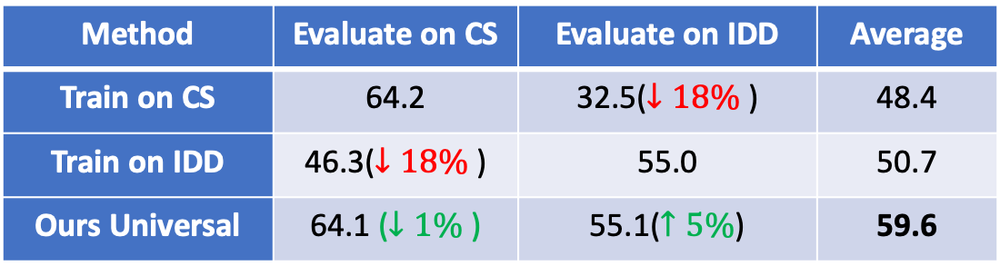 Method Evaluate on CS Evaluate on IDD Average
Train on CS 64.2 32.5(↓ 18% ) 48.4
Train on IDD 46.3(↓ 18% ) 55.0 50.7
Ours Universal 64.1 (↓ 1% ) 55.1(↑ 5%) 59.6